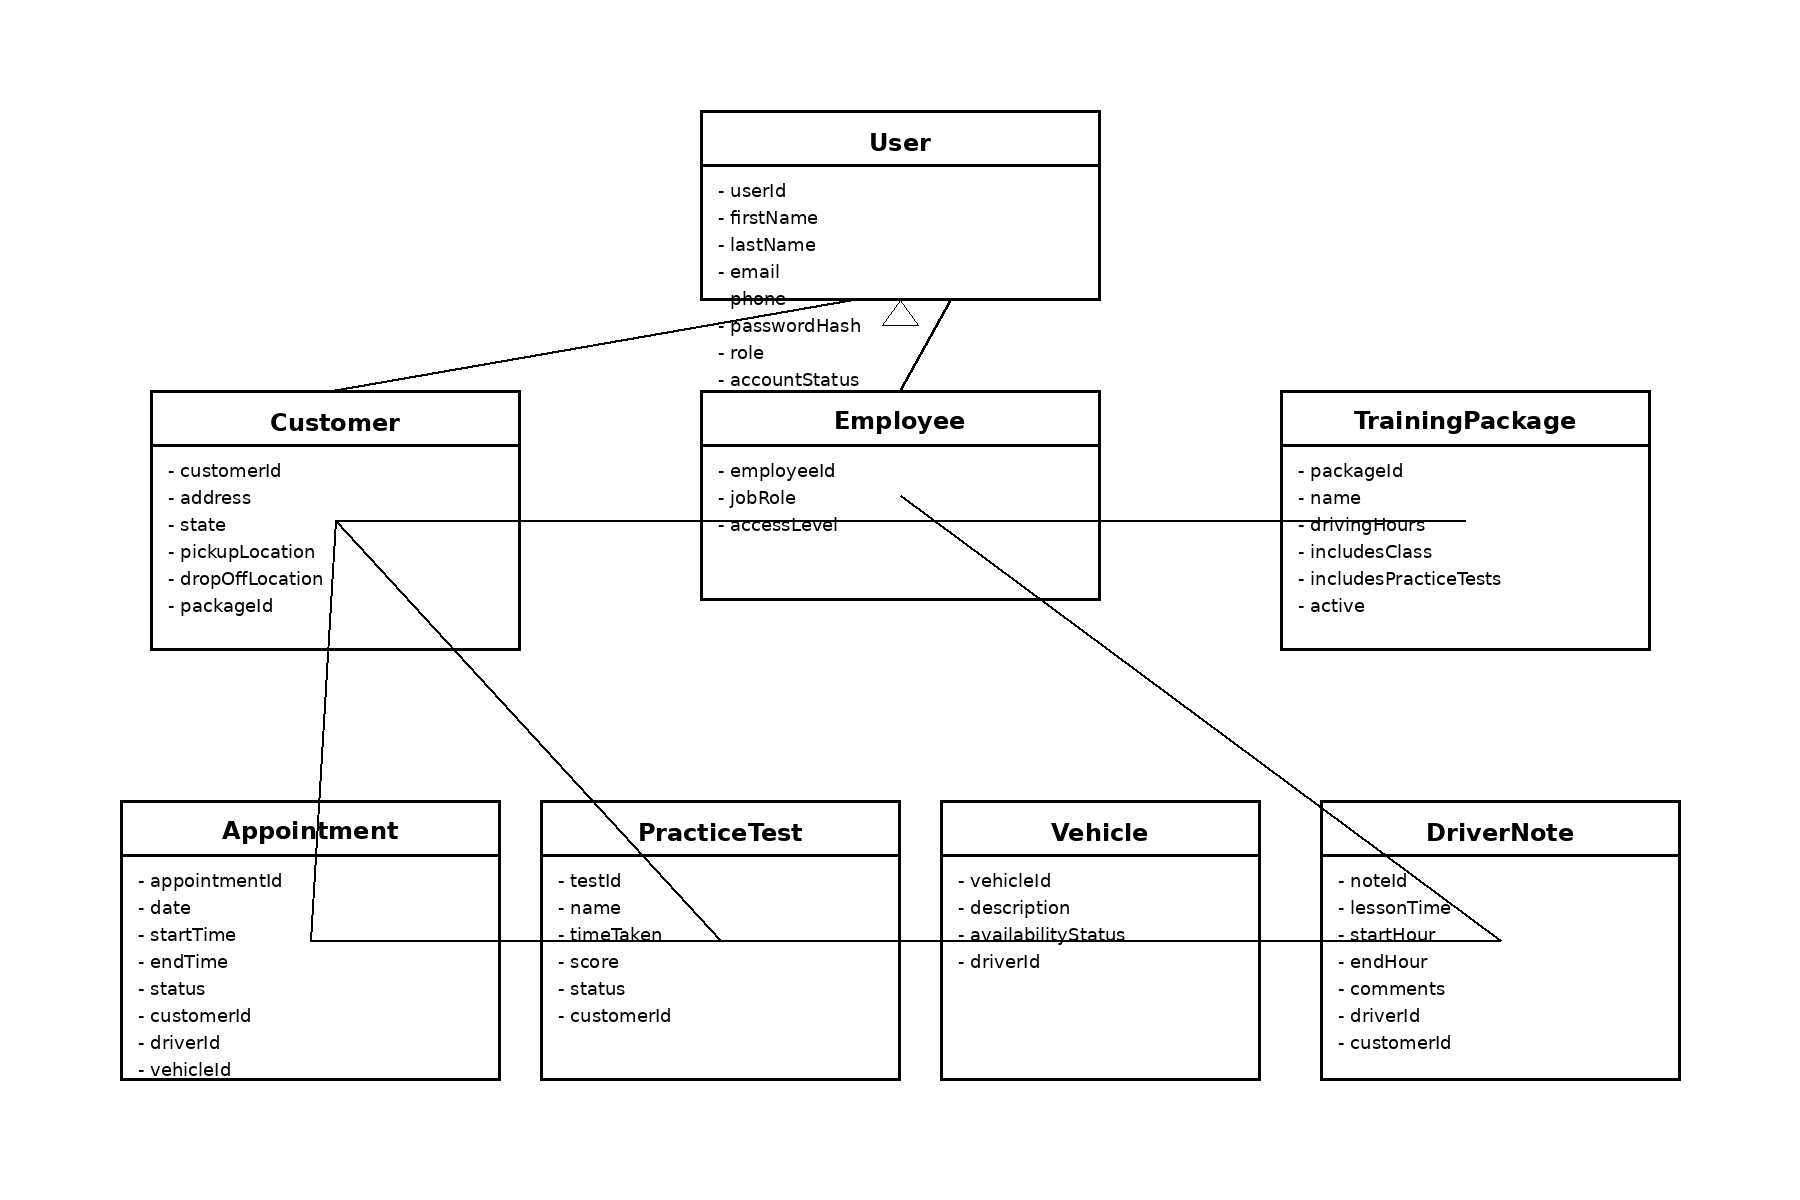 User
- userId
- firstName
- lastName
- email
- phone
- passwordHash
- role
- accountStatus
Customer
- customerId
- address
- state
- pickupLocation
- dropOffLocation
- packageId
Employee
- employeeId
- jobRole
- accessLevel
TrainingPackage
- packageId
- name
- drivingHours
- includesClass
- includesPracticeTests
- active
Appointment
- appointmentId
- date
- startTime
- endTime
- status
- customerId
- driverId
- vehicleId
PracticeTest
- testId
- name
- timeTaken
- score
- status
- customerId
Vehicle
- vehicleId
- description
- availabilityStatus
- driverId
DriverNote
- noteId
- lessonTime
- startHour
- endHour
- comments
- driverId
- customerId